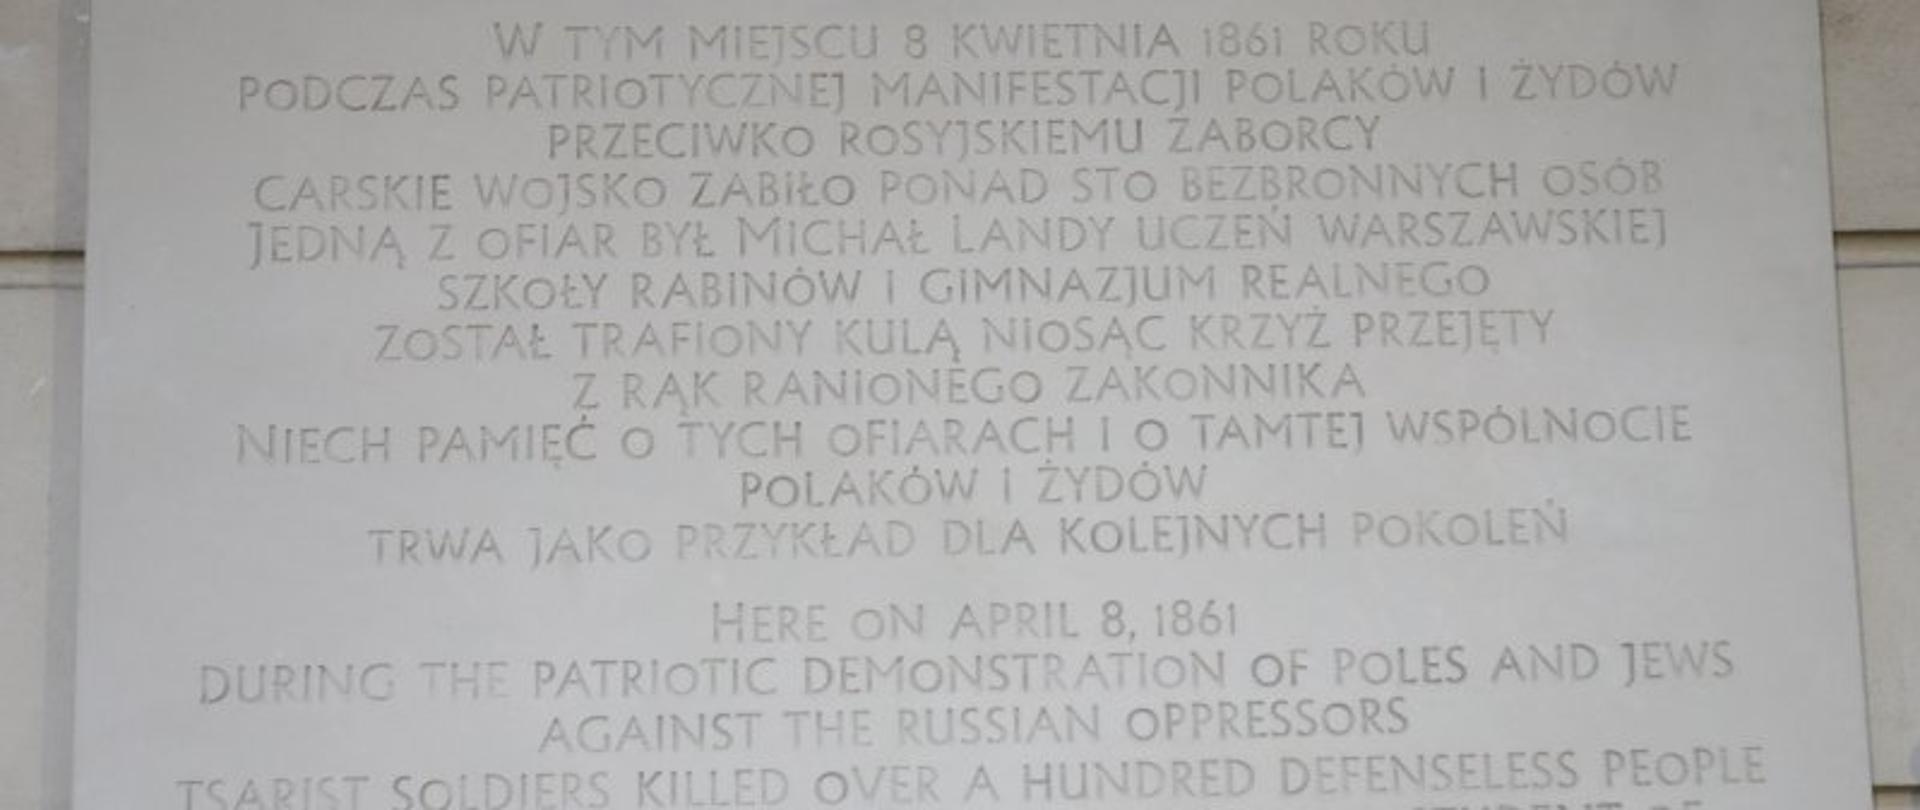 W TYM MIEJSCU 8 KWIETNIA 1861 ROKU
PODCZAS PATRIOTYCZNEJ MANIFESTACJI POLAKÓW I ŻYDÓW
PRZECIWKO ROSYJSKIEMU ZABORCY
CARSKIE WOJSKO ZABIŁO PONAD STO BEZBRONNYCH OSÓB
JEDNĄ Z OFIAR BYŁ MICHAŁ LANDY UCZEŃ WARSZAWSKIEJ
SZKOŁY RABINÓW I GIMNAZJUM REALNEGO
ZOSTAŁ TRAFIONY KULĄ NIOSĄC KRZYŻ PRZEJĘTY
Z RĄK RANIONEGO ZAKONNIKA
NIECH PAMIĘĆ O TYCH OFIARACH I O TAMTEJ WSPÓLNOCIE
POLAKÓW I ŻYDÓW
TRWA JAKO PRZYKŁAD DLA KOLEJNYCH POKOLEŃ
HERE ON APRIL 8, 1861
DURING THE PATRIOTIC DEMONSTRATION OF POLES AND JEWS
AGAINST THE RUSSIAN OPPRESSORS
TSARIST SOLDIERS KILLED OVER A HUNDRED DEFENSELESS PEOPLE